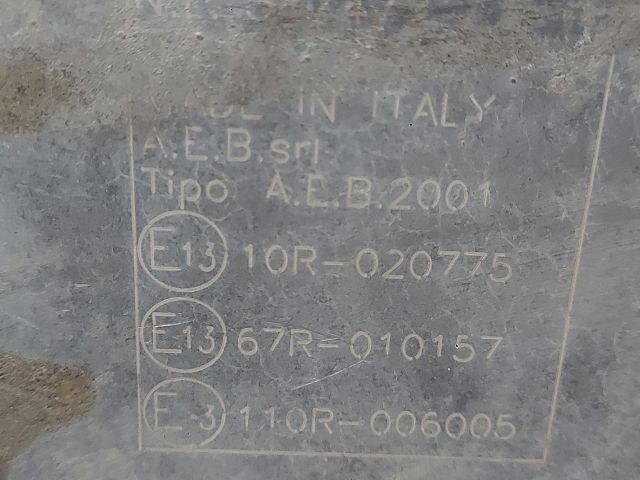 MADE IN ITALY
A.E.B.srl
Tipo A.E.B.2001
E13 10R-020775
E13 67R-010157
E3 110R-006005